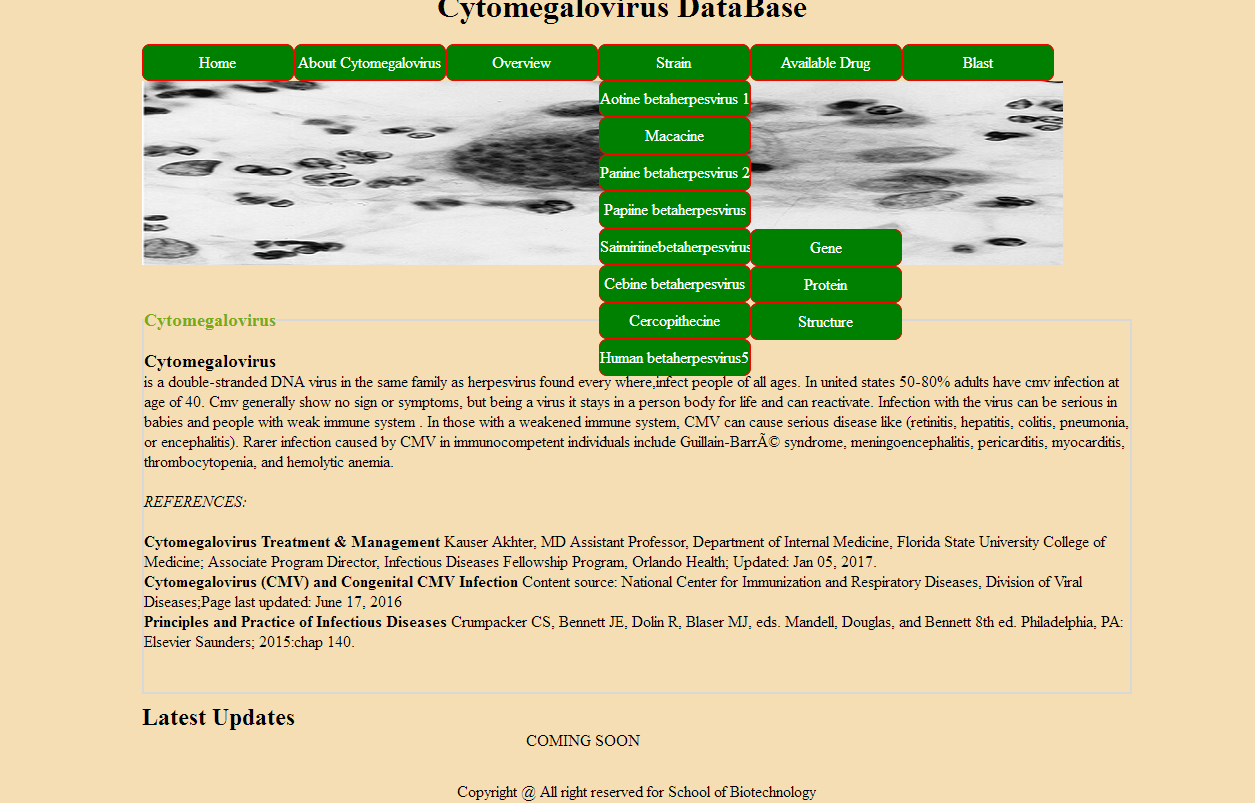 Cytomegalovirus DataBase
Home About Cytomegalovirus Overview Strain Available Drug Blast
Aotine betaherpesvirus 1
Macacine
Panine betaherpesvirus 2
Papiine betaherpesvirus
Saimiriinebetaherpesvirus Gene
Cebine betaherpesvirus Protein
Cercopithecine Structure
Human betaherpesvirus5
Cytomegalovirus
Cytomegalovirus
is a double-stranded DNA virus in the same family as herpesvirus found every where,infect people of all ages. In united states 50-80% adults have cmv infection at
age of 40. Cmv generally show no sign or symptoms, but being a virus it stays in a person body for life and can reactivate. Infection with the virus can be serious in
babies and people with weak immune system . In those with a weakened immune system, CMV can cause serious disease like (retinitis, hepatitis, colitis, pneumonia,
or encephalitis). Rarer infection caused by CMV in immunocompetent individuals include Guillain-BarrÃ© syndrome, meningoencephalitis, pericarditis, myocarditis,
thrombocytopenia, and hemolytic anemia.
REFERENCES:
Cytomegalovirus Treatment & Management Kauser Akhter, MD Assistant Professor, Department of Internal Medicine, Florida State University College of
Medicine; Associate Program Director, Infectious Diseases Fellowship Program, Orlando Health; Updated: Jan 05, 2017.
Cytomegalovirus (CMV) and Congenital CMV Infection Content source: National Center for Immunization and Respiratory Diseases, Division of Viral
Diseases;Page last updated: June 17, 2016
Principles and Practice of Infectious Diseases Crumpacker CS, Bennett JE, Dolin R, Blaser MJ, eds. Mandell, Douglas, and Bennett 8th ed. Philadelphia, PA:
Elsevier Saunders; 2015:chap 140.
Latest Updates
COMING SOON
Copyright @ All right reserved for School of Biotechnology